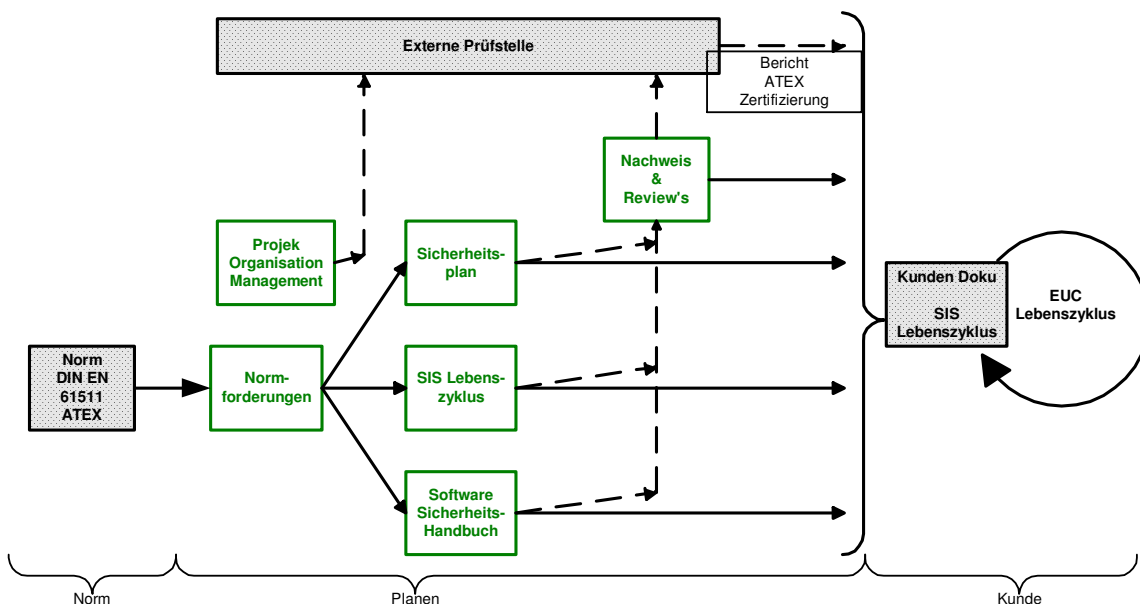 Externe Prüfstelle
Bericht
ATEX
Zertifizierung
Nachweis
&
Review's
Projek
Organisation
Management
Sicherheits-
plan
Kunden Doku
SIS
Lebenszyklus
EUC
Lebenszyklus
Norm
DIN EN
61511
ATEX
Norm-
forderungen
SIS Lebens-
zyklus
Software
Sicherheits-
Handbuch
Norm
Planen
Kunde